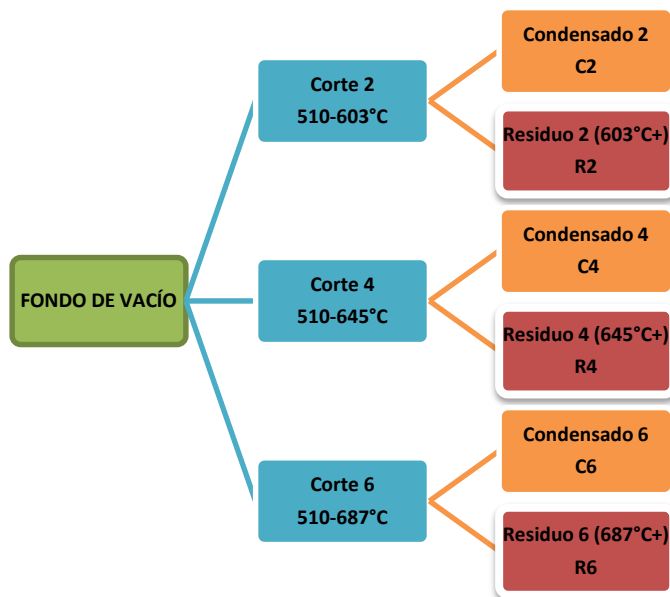 FONDO DE VACÍO
Corte 2
510-603°C
Condensado 2
C2
Residuo 2 (603°C+)
R2
Corte 4
510-645°C
Condensado 4
C4
Residuo 4 (645°C+)
R4
Corte 6
510-687°C
Condensado 6
C6
Residuo 6 (687°C+)
R6